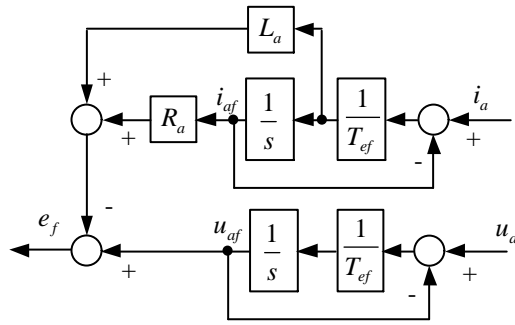 L_a
+
+
R_a
i_af
1/s
1/T_ef
i_a
+
-
-
e_f
+
u_af
1/s
1/T_ef
u_a
+
-